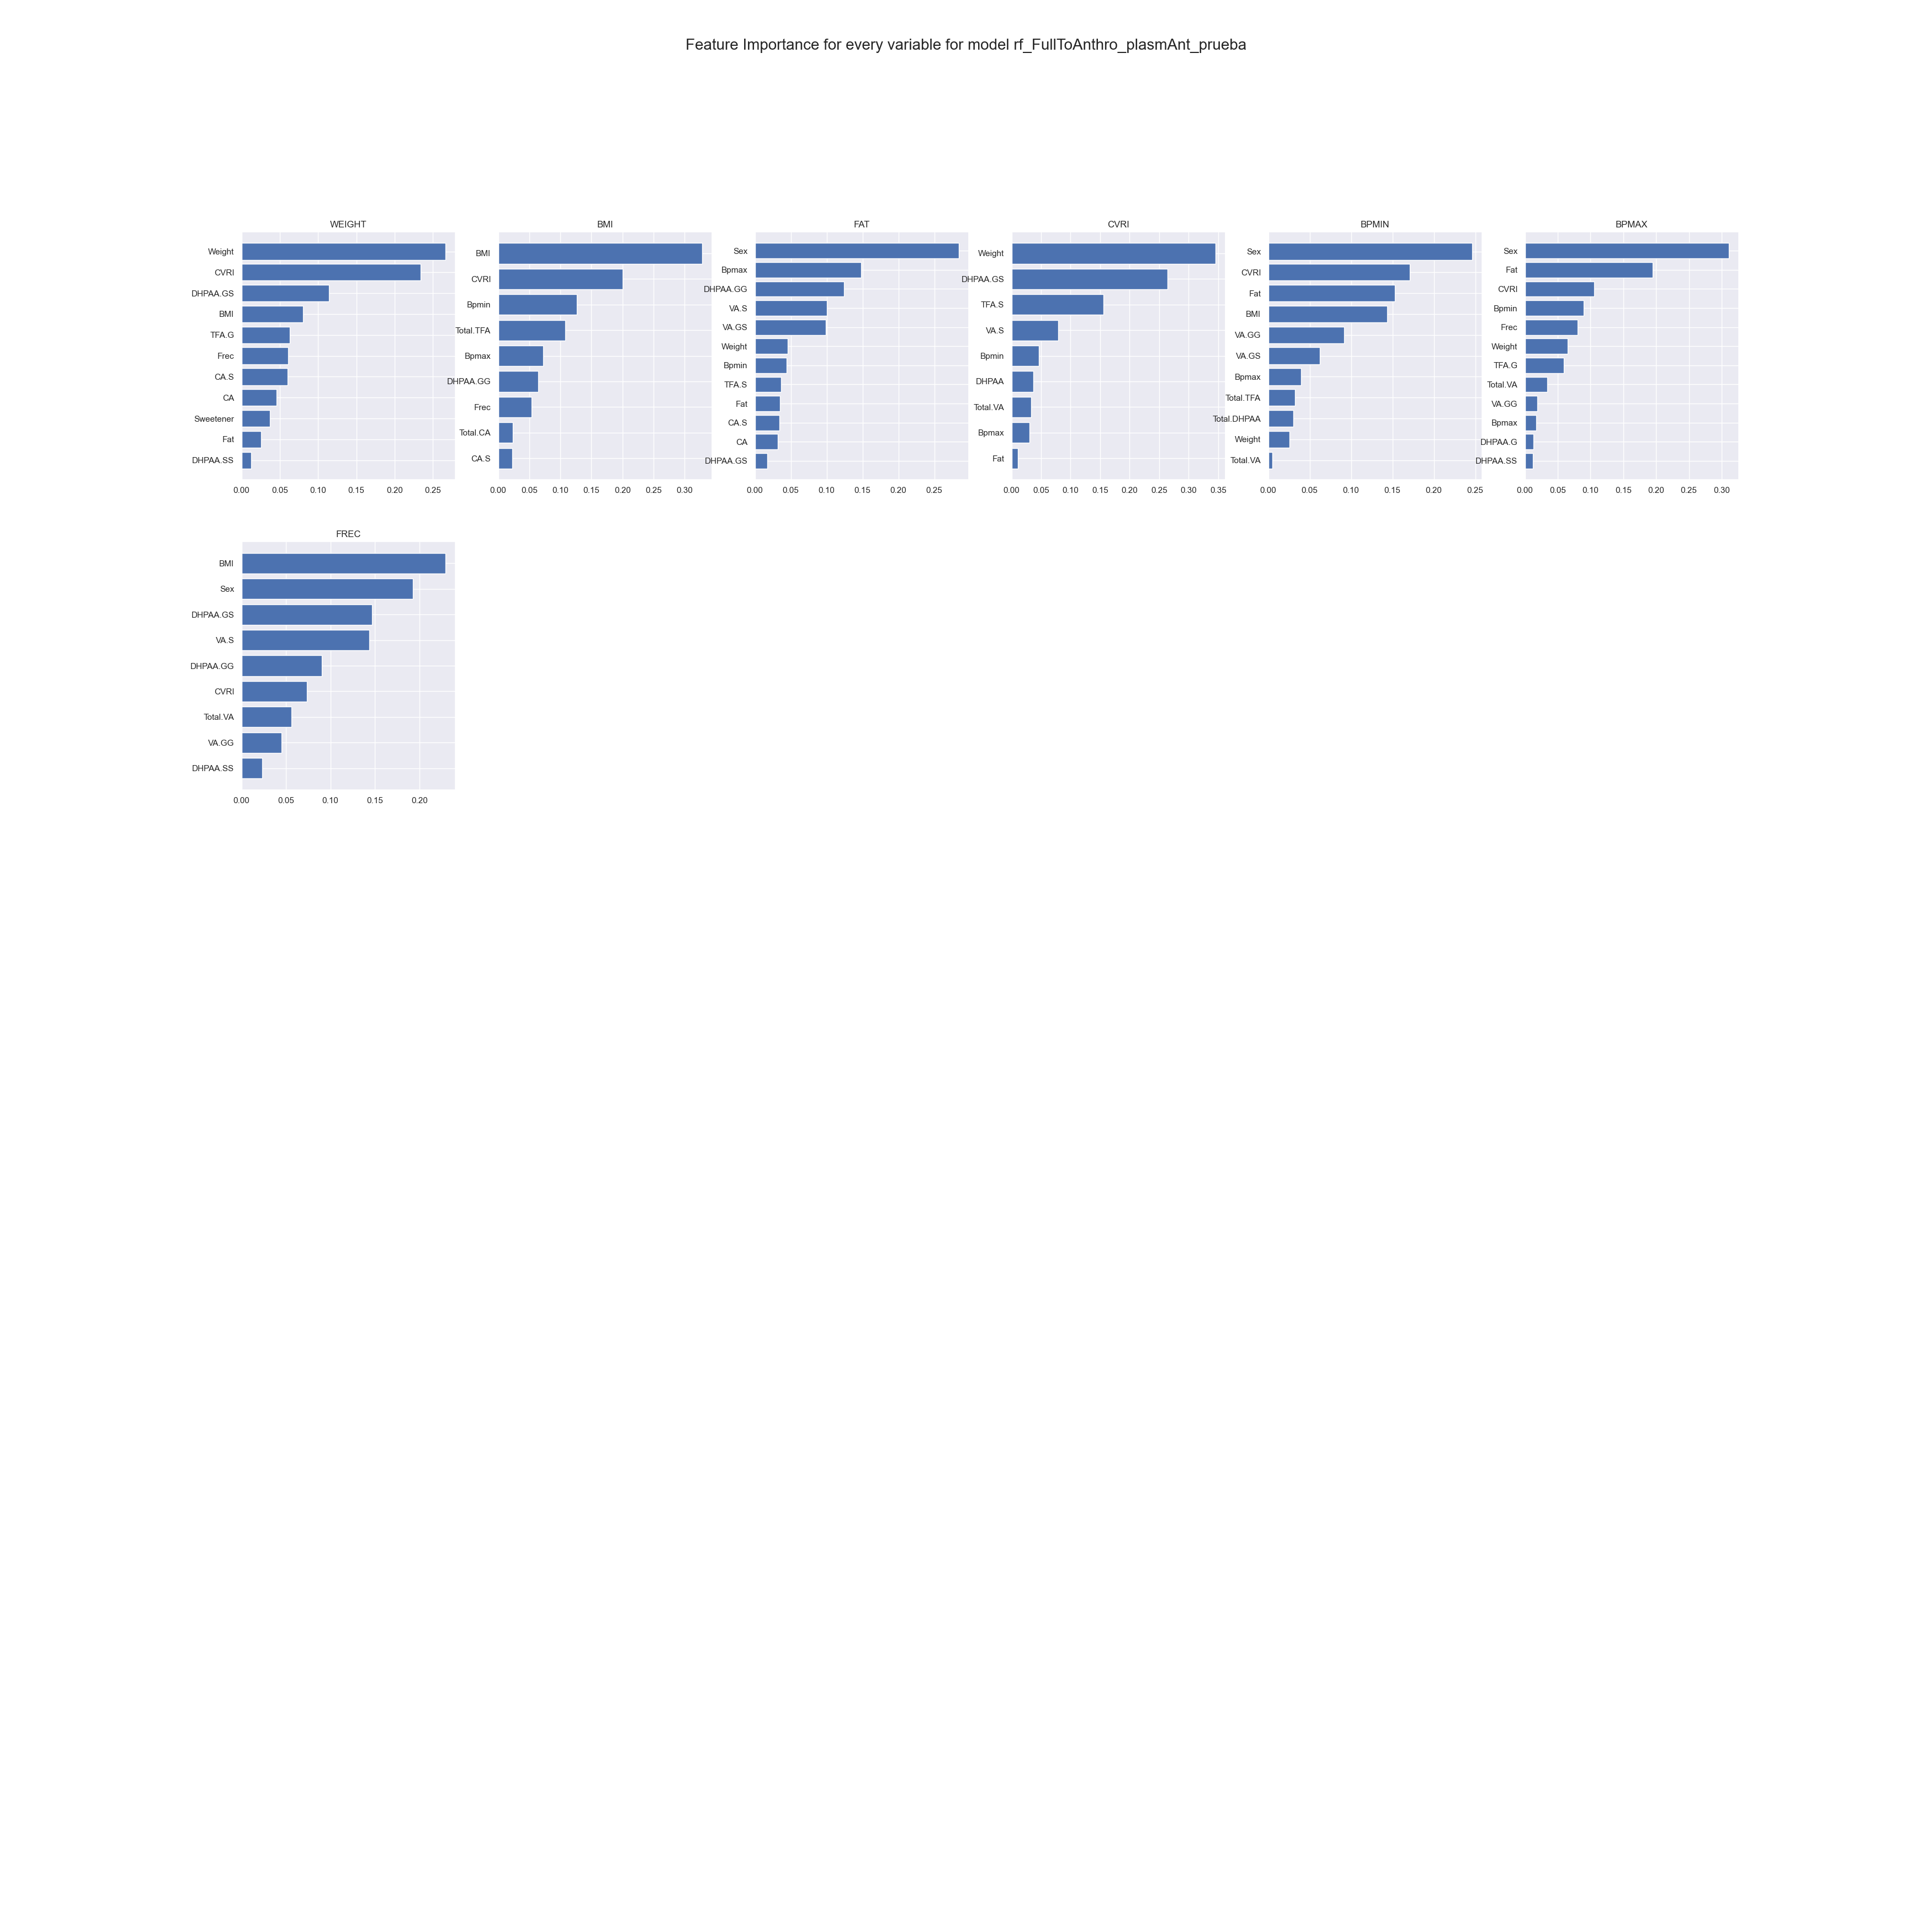 Feature Importance for every variable for model rf_FullToAnthro_plasmAnt_prueba
WEIGHT
Weight
CVRI
DHPAA.GS
BMI
TFA.G
Frec
CA.S
CA
Sweetener
Fat
DHPAA.SS
0.00 0.05 0.10 0.15 0.20 0.25
BMI
BMI
CVRI
Bpmin
Total.TFA
Bpmax
DHPAA.GG
Frec
Total.CA
CA.S
0.00 0.05 0.10 0.15 0.20 0.25 0.30
FAT
Sex
Bpmax
DHPAA.GG
VA.S
VA.GS
Weight
Bpmin
TFA.S
Fat
CA.S
CA
DHPAA.GS
0.00 0.05 0.10 0.15 0.20 0.25
CVRI
Weight
DHPAA.GS
TFA.S
VA.S
Bpmin
DHPAA
Total.VA
Bpmax
Fat
0.00 0.05 0.10 0.15 0.20 0.25 0.30 0.35
BPMIN
Sex
CVRI
Fat
BMI
VA.GG
VA.GS
Bpmax
Total.TFA
Total.DHPAA
Weight
Total.VA
0.00 0.05 0.10 0.15 0.20 0.25
BPMAX
Sex
Fat
CVRI
Bpmin
Frec
Weight
TFA.G
Total.VA
VA.GG
Bpmax
DHPAA.G
DHPAA.SS
0.00 0.05 0.10 0.15 0.20 0.25 0.30
FREC
BMI
Sex
DHPAA.GS
VA.S
DHPAA.GG
CVRI
Total.VA
VA.GG
DHPAA.SS
0.00 0.05 0.10 0.15 0.20